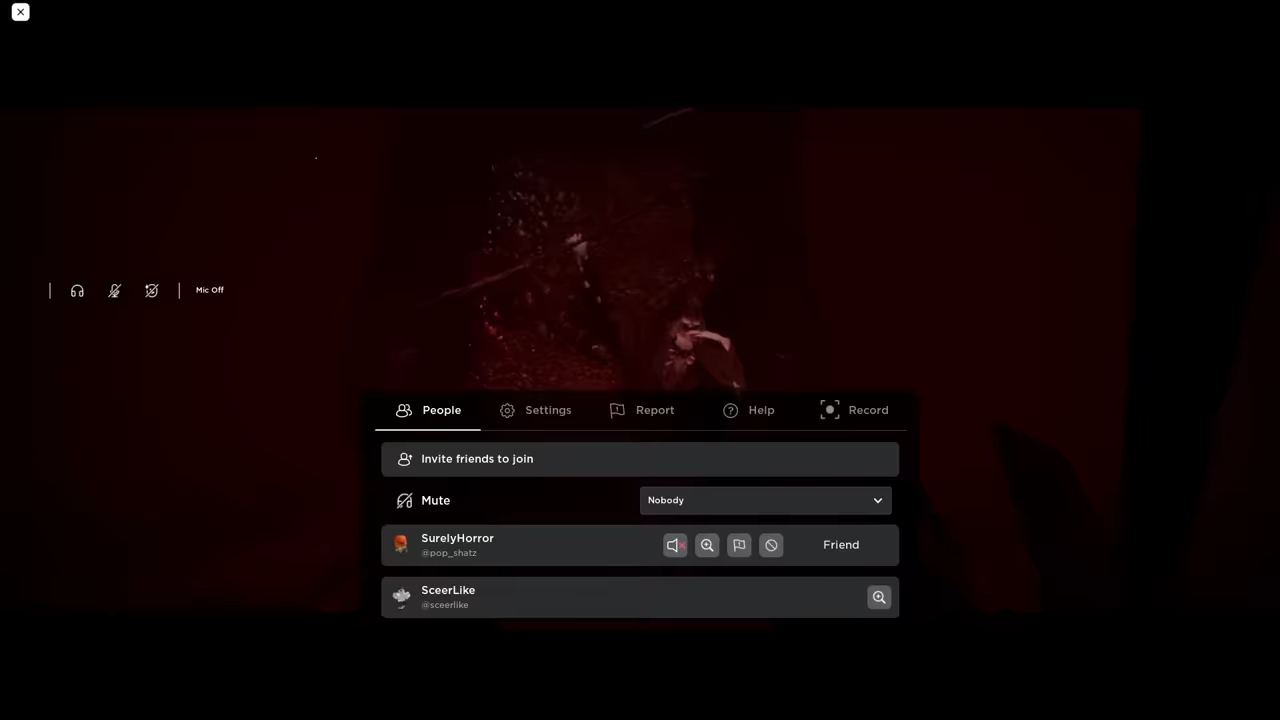 Mic Off
People
Settings
Report
Help
Record
Invite friends to join
Mute
Nobody
SurelyHorror
@pop_shatz
Friend
SceerLike
@sceerlike